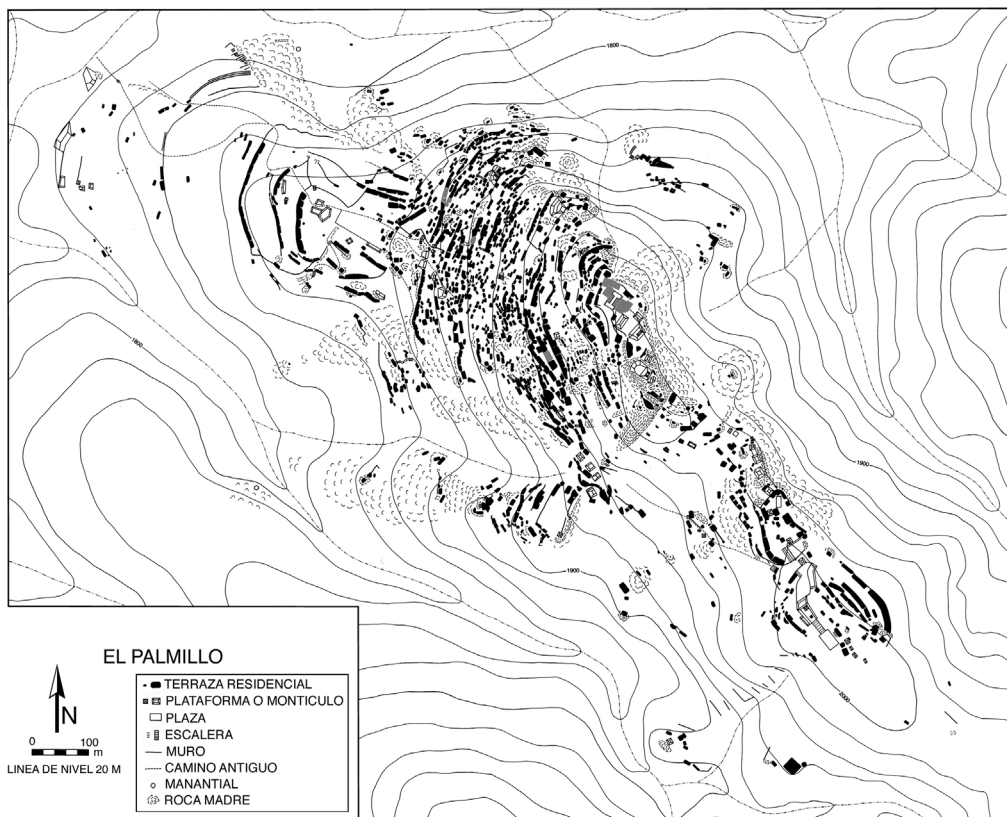 1800
1800
1900
1900
2000
EL PALMILLO
N
0 100
m
LINEA DE NIVEL 20 M
TERRAZA RESIDENCIAL
PLATAFORMA O MONTICULO
PLAZA
ESCALERA
MURO
CAMINO ANTIGUO
MANANTIAL
ROCA MADRE